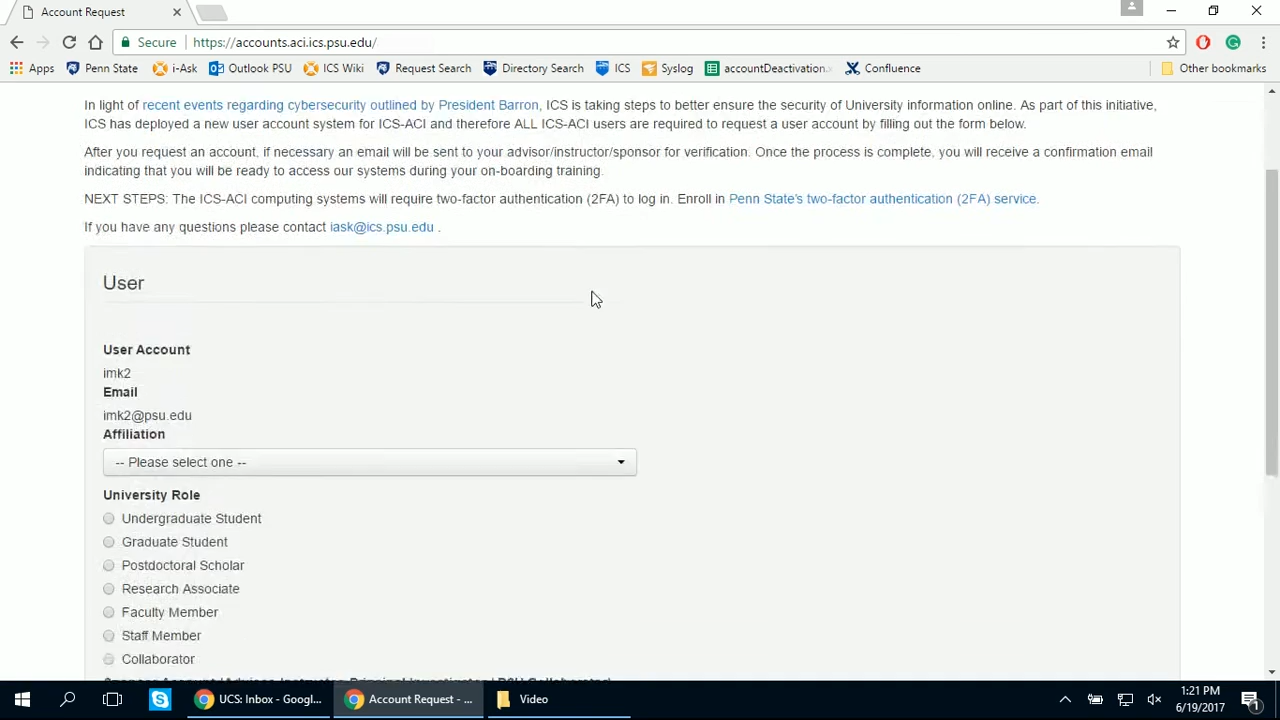 Account Request
Secure https://accounts.aci.ics.psu.edu/
Apps Penn State i-Ask Outlook PSU ICS Wiki Request Search Directory Search ICS Syslog accountDeactivation. Confluence Other bookmarks
In light of recent events regarding cybersecurity outlined by President Barron, ICS is taking steps to better ensure the security of University information online. As part of this initiative,
ICS has deployed a new user account system for ICS-ACI and therefore ALL ICS-ACI users are required to request a user account by filling out the form below.
After you request an account, if necessary an email will be sent to your advisor/instructor/sponsor for verification. Once the process is complete, you will receive a confirmation email
indicating that you will be ready to access our systems during your on-boarding training.
NEXT STEPS: The ICS-ACI computing systems will require two-factor authentication (2FA) to log in. Enroll in Penn State's two-factor authentication (2FA) service.
If you have any questions please contact iask@ics.psu.edu .
User
User Account
imk2
Email
imk2@psu.edu
Affiliation
-- Please select one --
University Role
Undergraduate Student
Graduate Student
Postdoctoral Scholar
Research Associate
Faculty Member
Staff Member
Collaborator
UCS: Inbox - Googl... Account Request - ... Video
1:21 PM
6/19/2017
1